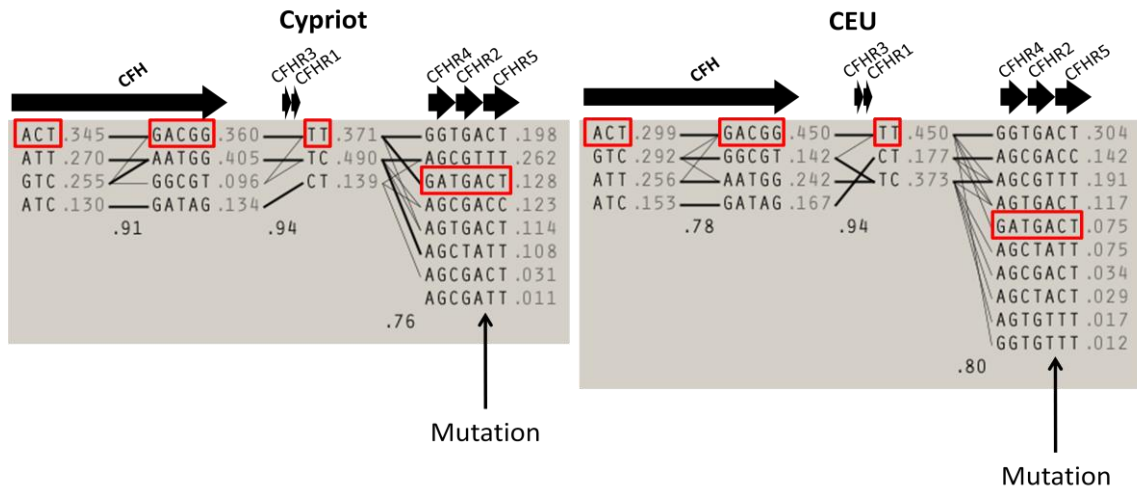 Cypriot
CFH
CFHR3
CFHR1
CFHR4
CFHR2
CFHR5
ACT .345 GACGG .360 TT .371 GGTGACT .198
ATT .270 AATGG .405 TC .490 AGCGTTT .262
GTC .255 GGCGT .096 CT .139 GATGACT .128
ATC .130 GATAG .134 AGCGACC .123
.91 .94 AGTGACT .114
AGCTATT .108
AGCGACT .031
AGCGATT .011
.76
Mutation
CEU
CFH
CFHR3
CFHR1
CFHR4
CFHR2
CFHR5
ACT .299 GACGG .450 TT .450 GGTGACT .304
GTC .292 GGCGT .142 CT .177 AGCGACC .142
ATT .256 AATGG .242 TC .373 AGCGTTT .191
ATC .153 GATAG .167 AGTGACT .117
.78 .94 GATGACT .075
AGCTATT .075
AGCGACT .034
AGCTACT .029
AGTGTTT .017
GGTGTTT .012
.80
Mutation